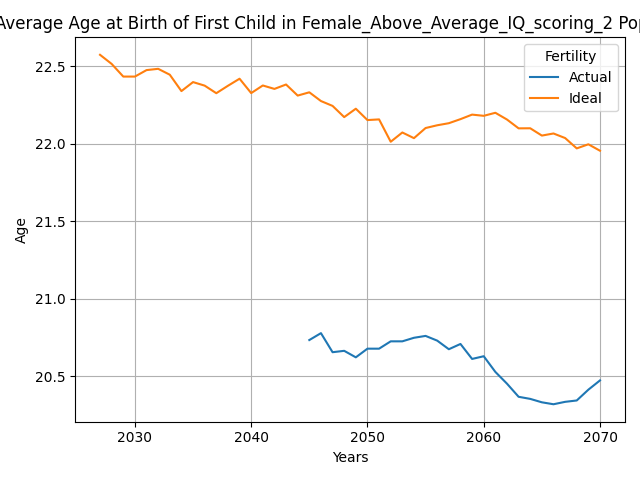 Average Age at Birth of First Child in Female_Above_Average_IQ_scoring_2
Fertility
Actual
Ideal
22.5
22.0
21.5
21.0
20.5
Age
2030 2040 2050 2060 2070
Years